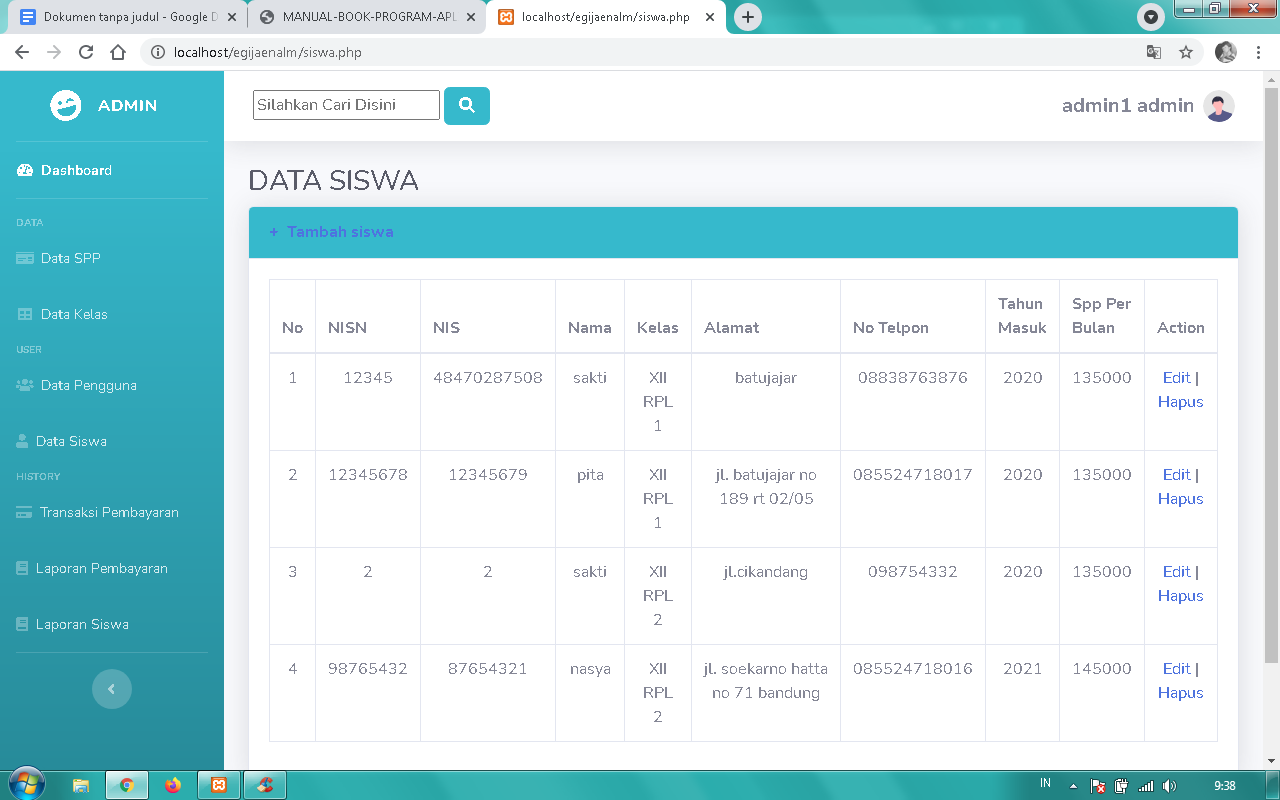 Dokumen tanpa judul - Google D
MANUAL-BOOK-PROGRAM-APL
localhost/egijaenalm/siswa.php
localhost/egijaenalm/siswa.php
ADMIN
Silahkan Cari Disini
admin1 admin
Dashboard
DATA
Data SPP
Data Kelas
USER
Data Pengguna
Data Siswa
HISTORY
Transaksi Pembayaran
Laporan Pembayaran
Laporan Siswa
DATA SISWA
+ Tambah siswa
No NISN NIS Nama Kelas Alamat No Telpon Tahun Masuk Spp Per Bulan Action
1 12345 48470287508 sakti XII RPL 1 batujajar 08838763876 2020 135000 Edit | Hapus
2 12345678 12345679 pita XII RPL 1 jl. batujajar no 189 rt 02/05 085524718017 2020 135000 Edit | Hapus
3 2 2 sakti XII RPL 2 jl.cikandang 098754332 2020 135000 Edit | Hapus
4 98765432 87654321 nasya XII RPL 2 jl. soekarno hatta no 71 bandung 085524718016 2021 145000 Edit | Hapus
IN
9:38